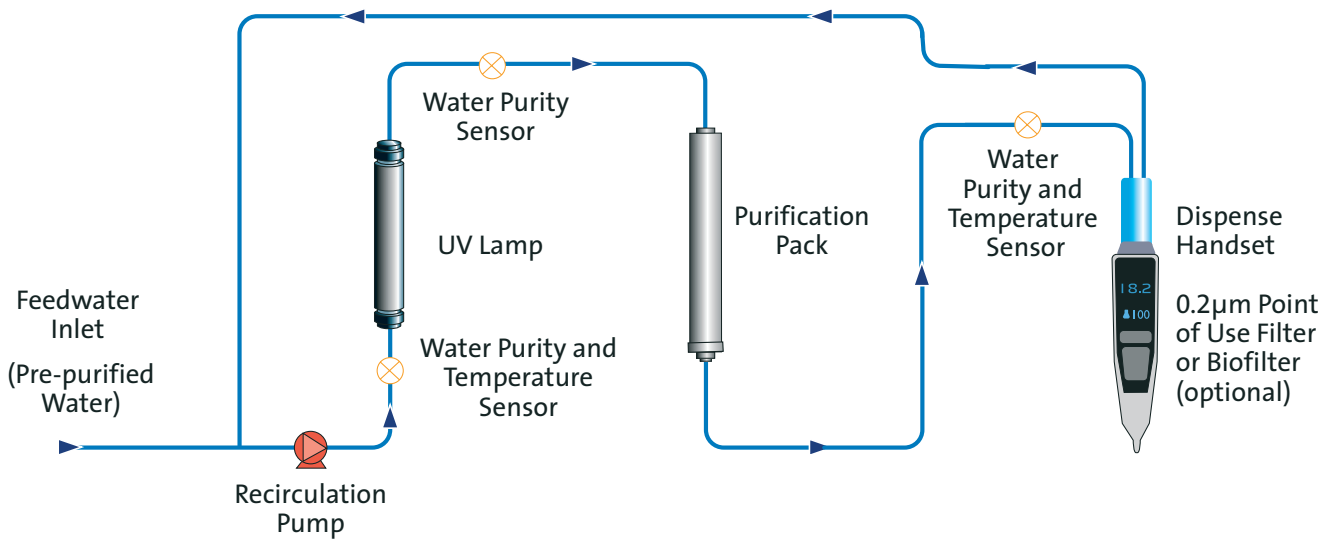 Water Purity
Sensor
UV Lamp
Purification
Pack
Water
Purity and
Temperature
Sensor
Dispense
Handset
18.2
100
0.2µm Point
of Use Filter
or Biofilter
(optional)
Feedwater
Inlet
(Pre-purified
Water)
Water Purity and
Temperature
Sensor
Recirculation
Pump